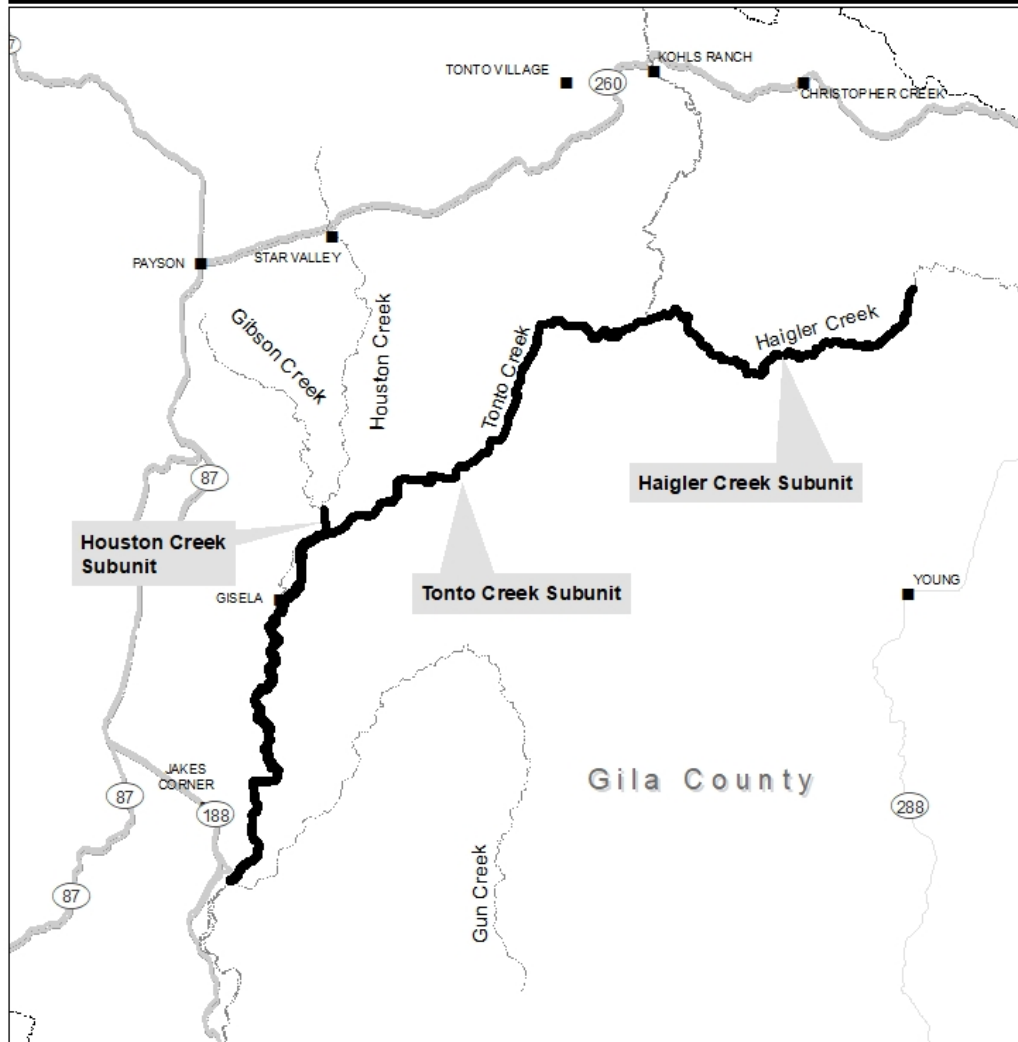 KOHLS RANCH
TONTO VILLAGE
260
CHRISTOPHER CREEK
STAR VALLEY
PAYSON
Gibson Creek
Houston Creek
Tonto Creek
Haigler Creek
87
Haigler Creek Subunit
Houston Creek
Subunit
Tonto Creek Subunit
YOUNG
GISELA
JAKES
CORNER
Gila County
87
188
288
87
Gun Creek